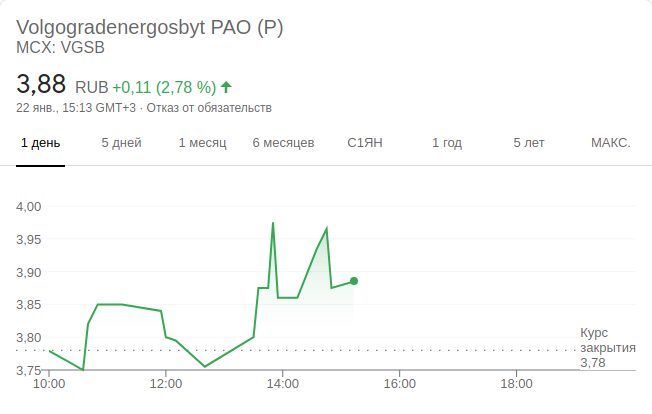 Volgogradenergosbyt PAO (P)
MCX: VGSB
3,88 RUB +0,11 (2,78 %)
22 янв., 15:13 GMT+3 · Отказ от обязательств
1 день 5 дней 1 месяц 6 месяцев С1ЯН 1 год 5 лет МАКС.
4,00
3,95
3,90
3,85
3,80
3,75
Курс
закрытия
3,78
10:00 12:00 14:00 16:00 18:00